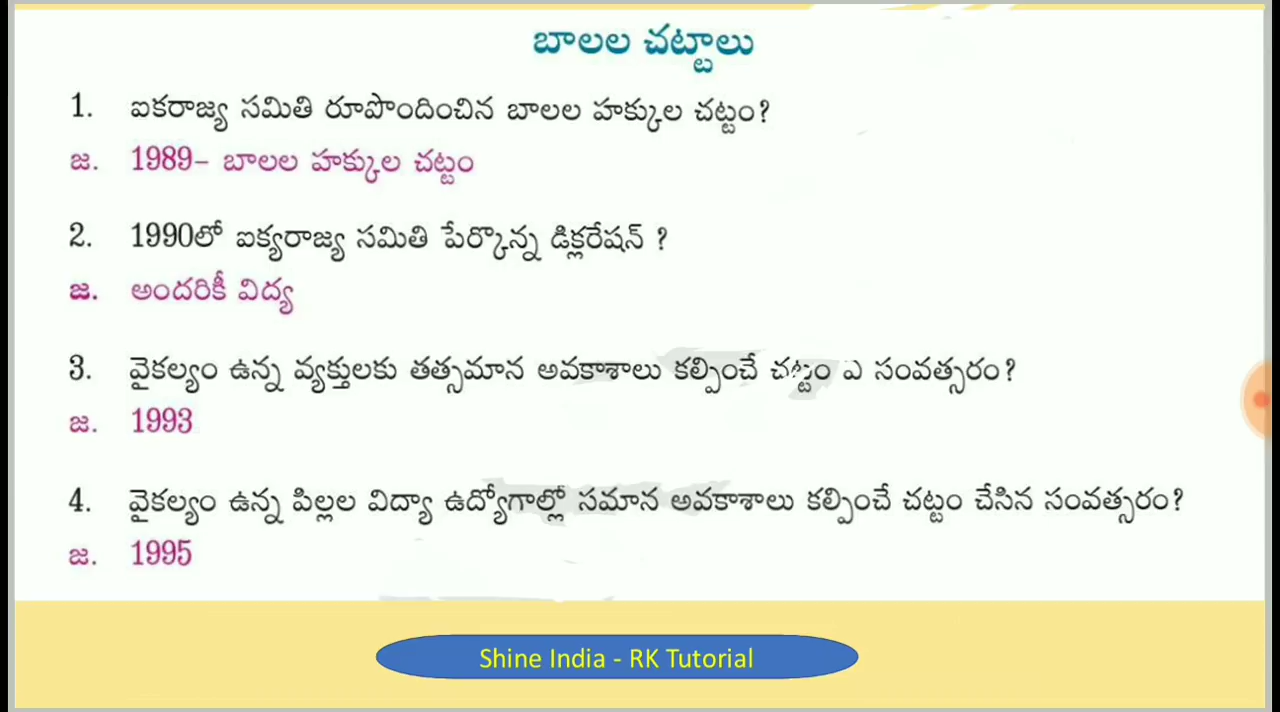 బాలల చట్టాలు
1. ఐకరాజ్య సమితి రూపొందించిన బాలల హక్కుల చట్టం?
జ. 1989– బాలల హక్కుల చట్టం
2. 1990లో ఐక్యరాజ్య సమితి పేర్కొన్న డిక్లరేషన్ ?
జ. అందరికీ విద్య
3. వైకల్యం ఉన్న వ్యక్తులకు తత్సమాన అవకాశాలు కల్పించే చట్టం ఎ సంవత్సరం?
జ. 1993
4. వైకల్యం ఉన్న పిల్లల విద్యా ఉద్యోగాల్లో సమాన అవకాశాలు కల్పించే చట్టం చేసిన సంవత్సరం?
జ. 1995
Shine India - RK Tutorial